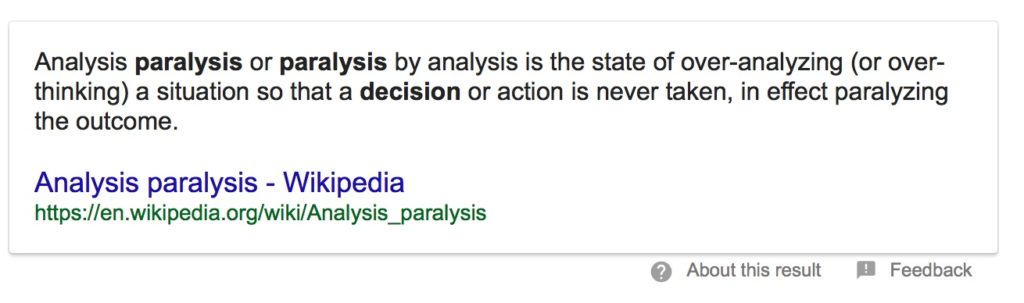 Analysis paralysis or paralysis by analysis is the state of over-analyzing (or over-
thinking) a situation so that a decision or action is never taken, in effect paralyzing
the outcome.
Analysis paralysis - Wikipedia
https://en.wikipedia.org/wiki/Analysis_paralysis
About this result Feedback